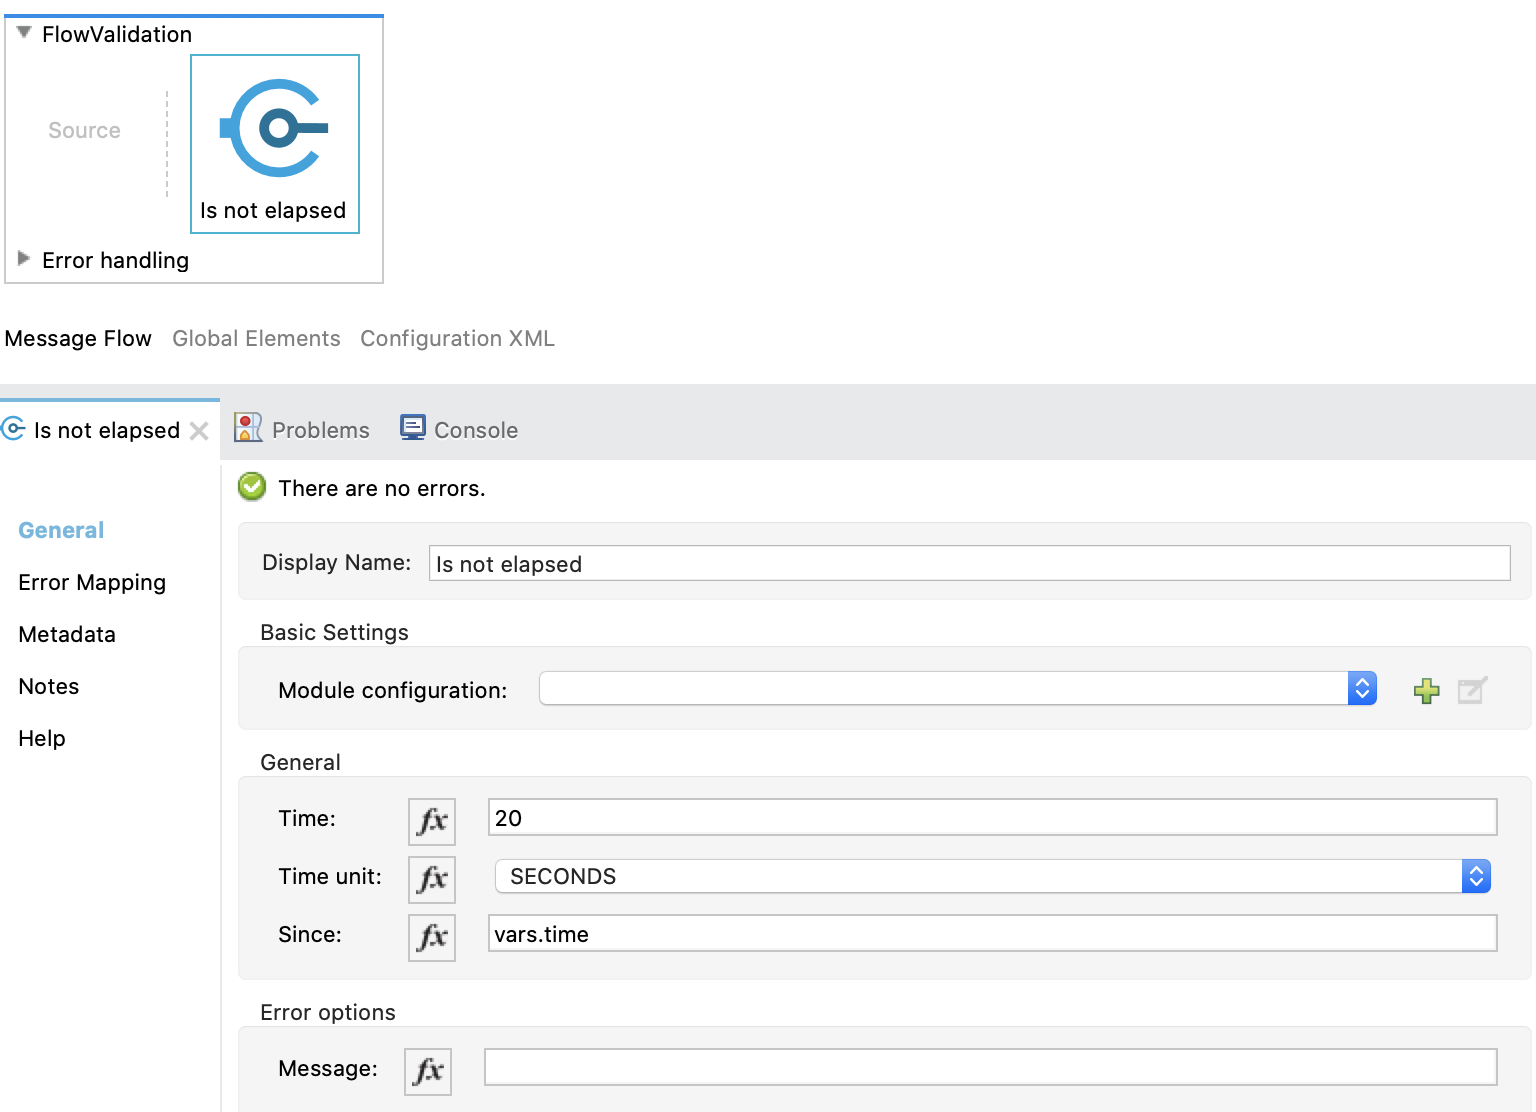 FlowValidation
Source
Is not elapsed
Error handling
Message Flow Global Elements Configuration XML
Is not elapsed Problems Console
There are no errors.
General
Error Mapping
Metadata
Notes
Help
Display Name: Is not elapsed
Basic Settings
Module configuration:
General
Time: fx 20
Time unit: fx SECONDS
Since: fx vars.time
Error options
Message: fx